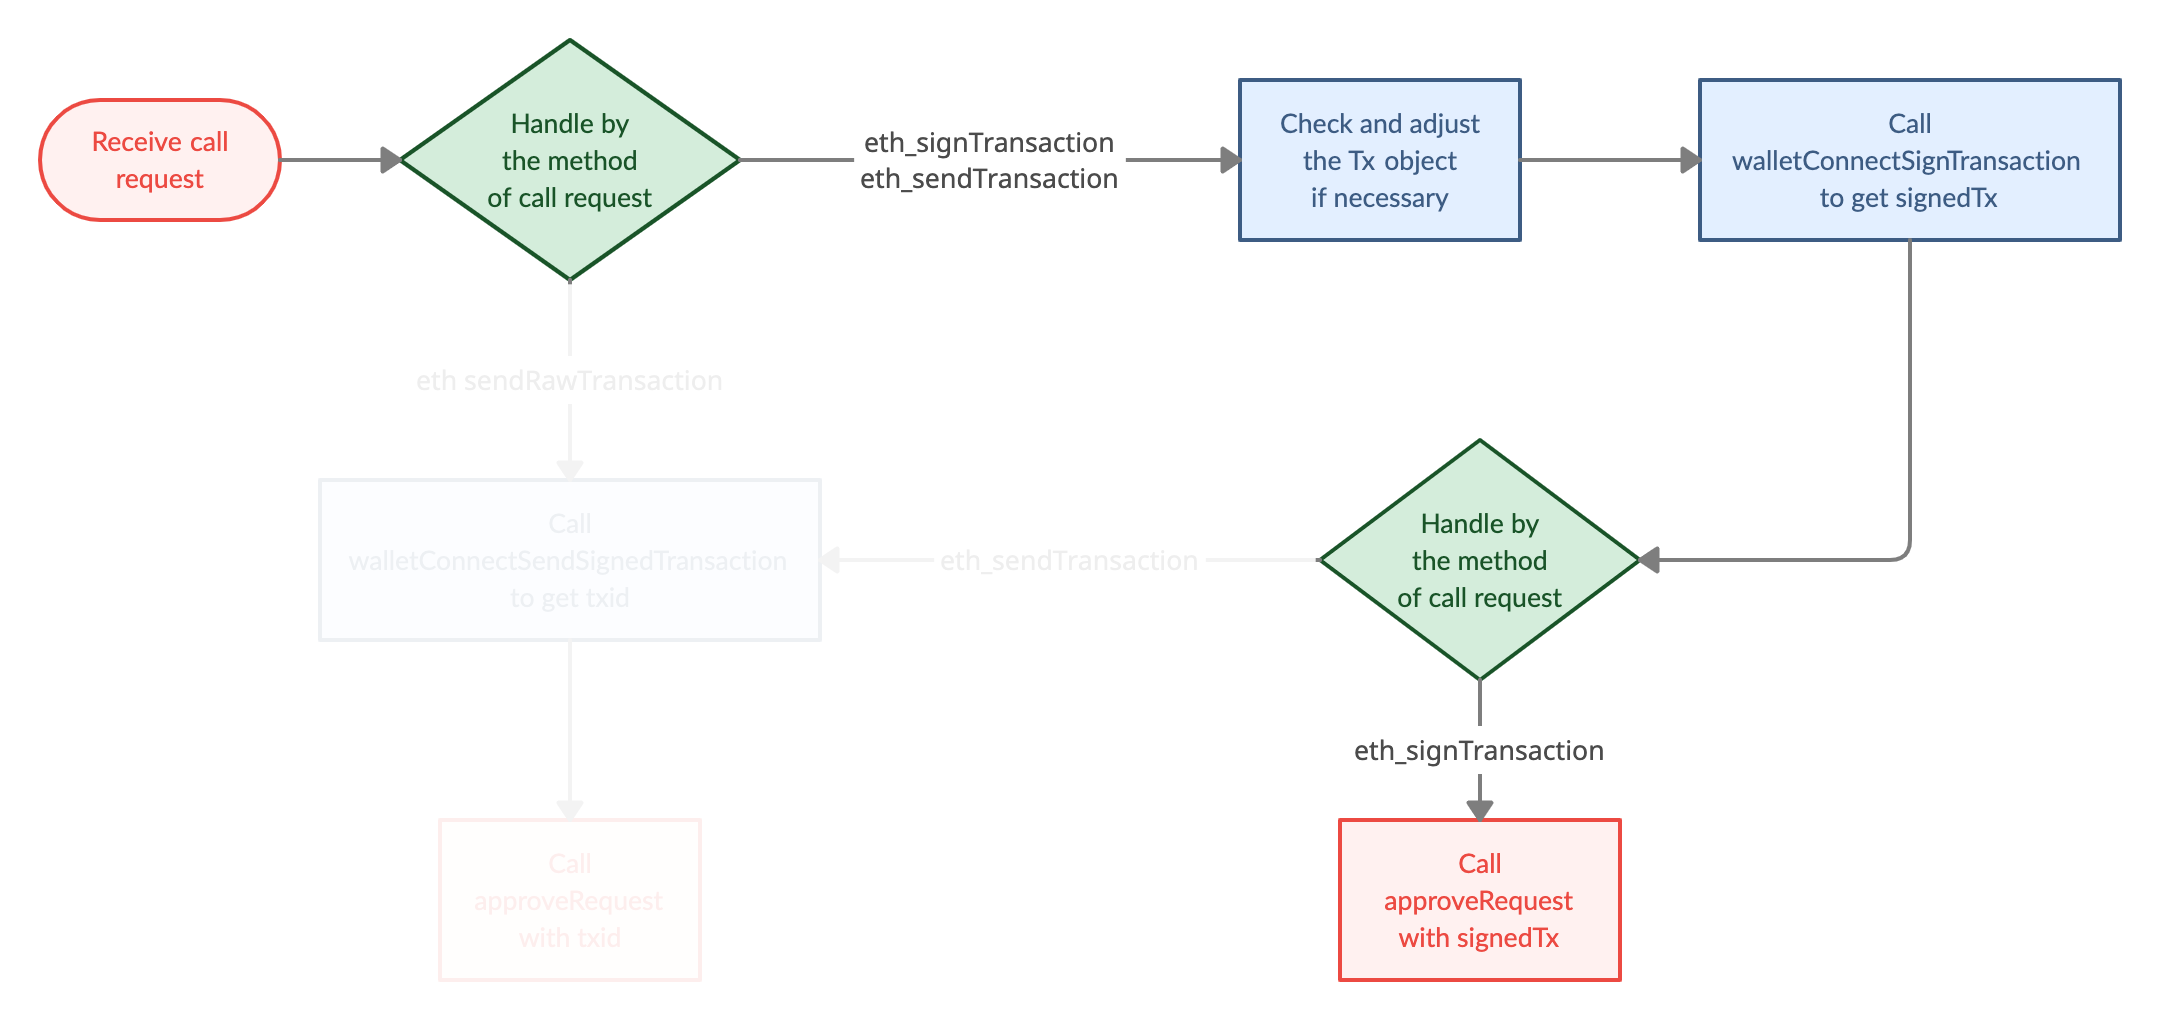 Receive call
request
Handle by
the method
of call request
eth_signTransaction
eth_sendTransaction
Check and adjust
the Tx object
if necessary
Call
walletConnectSignTransaction
to get signedTx
eth sendRawTransaction
Call
walletConnectSendSignedTransaction
to get txid
eth_sendTransaction
Handle by
the method
of call request
eth_signTransaction
Call
approveRequest
with txid
Call
approveRequest
with signedTx